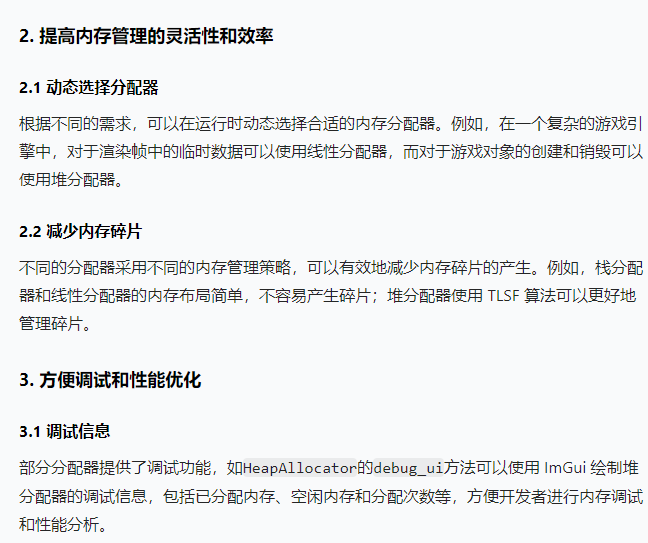 2. 提高内存管理的灵活性和效率
2.1 动态选择分配器
根据不同的需求，可以在运行时动态选择合适的内存分配器。例如，在一个复杂的游戏引
擎中，对于渲染帧中的临时数据可以使用线性分配器，而对于游戏对象的创建和销毁可以
使用堆分配器。
2.2 减少内存碎片
不同的分配器采用不同的内存管理策略，可以有效地减少内存碎片的产生。例如，栈分配
器和线性分配器的内存布局简单，不容易产生碎片；堆分配器使用 TLSF 算法可以更好地
管理碎片。
3. 方便调试和性能优化
3.1 调试信息
部分分配器提供了调试功能，如HeapAllocator的debug_ui方法可以使用 ImGui 绘制堆
分配器的调试信息，包括已分配内存、空闲内存和分配次数等，方便开发者进行内存调试
和性能分析。